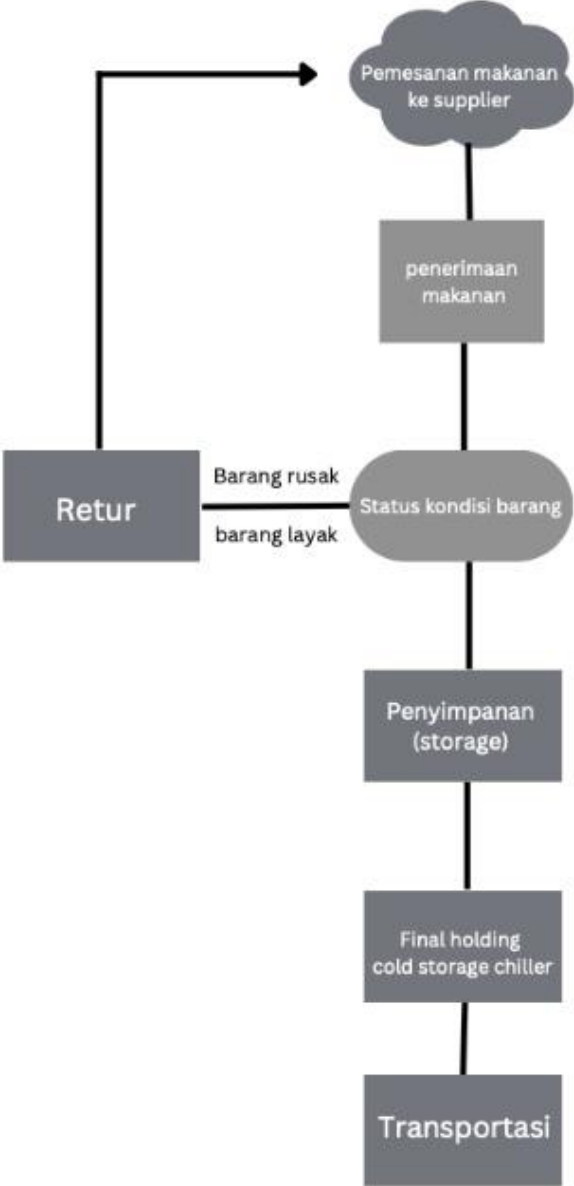 Pemesanan makanan
ke supplier
penerimaan
makanan
Barang rusak
Retur
Status kondisi barang
barang layak
Penyimpanan
(storage)
Final holding
cold storage chiller
Transportasi